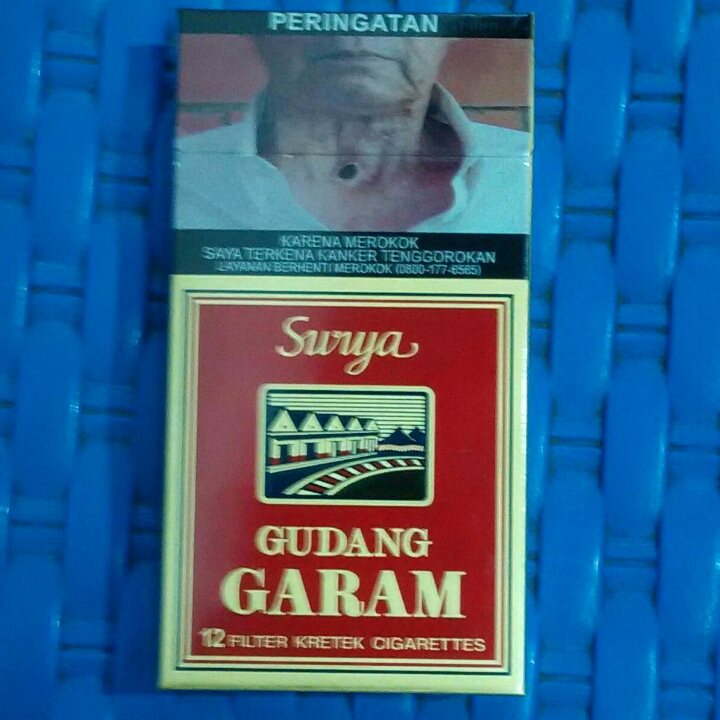 PERINGATAN
KARENA MEROKOK
SAYA TERKENA KANKER TENGGOROKAN
LAYANAN BERHENTI MEROKOK (0800-177-6565)
Surya
GUDANG
GARAM
12 FILTER KRETEK CIGARETTES